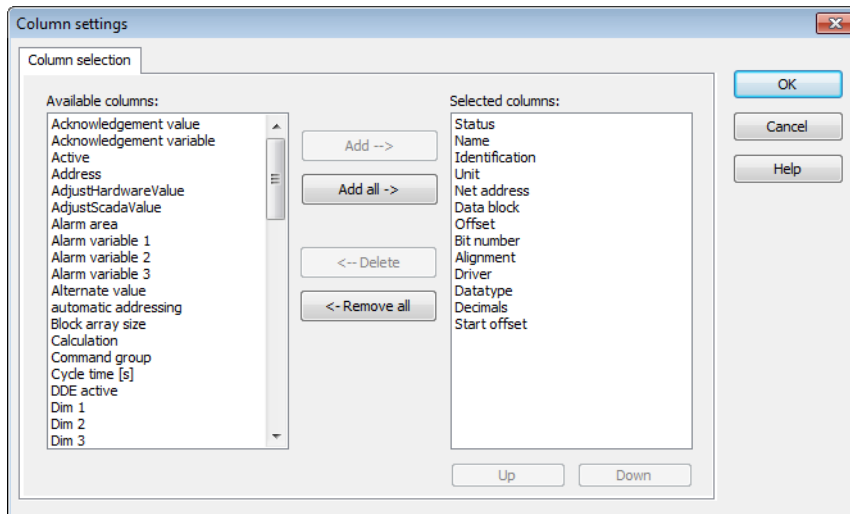 Column settings
Column selection
Available columns:
Acknowledgement value
Acknowledgement variable
Active
Address
AdjustHardwareValue
AdjustScadaValue
Alarm area
Alarm variable 1
Alarm variable 2
Alarm variable 3
Alternate value
automatic addressing
Block array size
Calculation
Command group
Cycle time [s]
DDE active
Dim 1
Dim 2
Dim 3
Add -->
Add all ->
<-- Delete
<- Remove all
Selected columns:
Status
Name
Identification
Unit
Net address
Data block
Offset
Bit number
Alignment
Driver
Datatype
Decimals
Start offset
Up
Down
OK
Cancel
Help